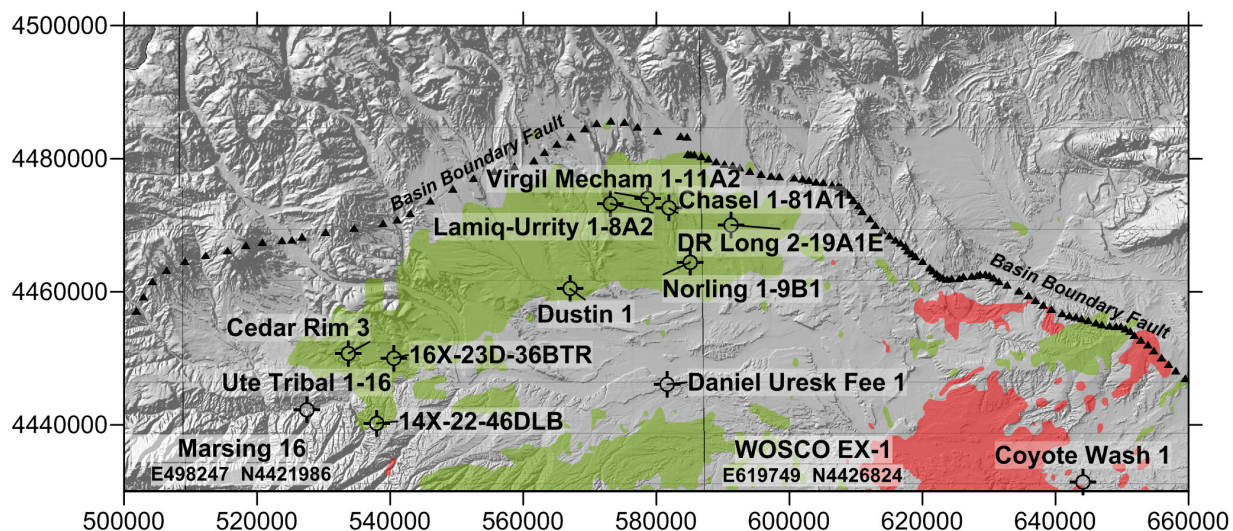 4500000
Basin Boundary Fault
4480000
Virgil Mecham 1-11A2
Chasel 1-81A1
Lamiq-Urrity 1-8A2
DR Long 2-19A1E
Basin Boundary Fault
4460000
Norling 1-9B1
Dustin 1
Cedar Rim 3
16X-23D-36BTR
Ute Tribal 1-16
Daniel Uresk Fee 1
4440000
14X-22-46DLB
Marsing 16
E498247 N4421986
WOSCO EX-1
E619749 N4426824
Coyote Wash 1
500000 520000 540000 560000 580000 600000 620000 640000 660000